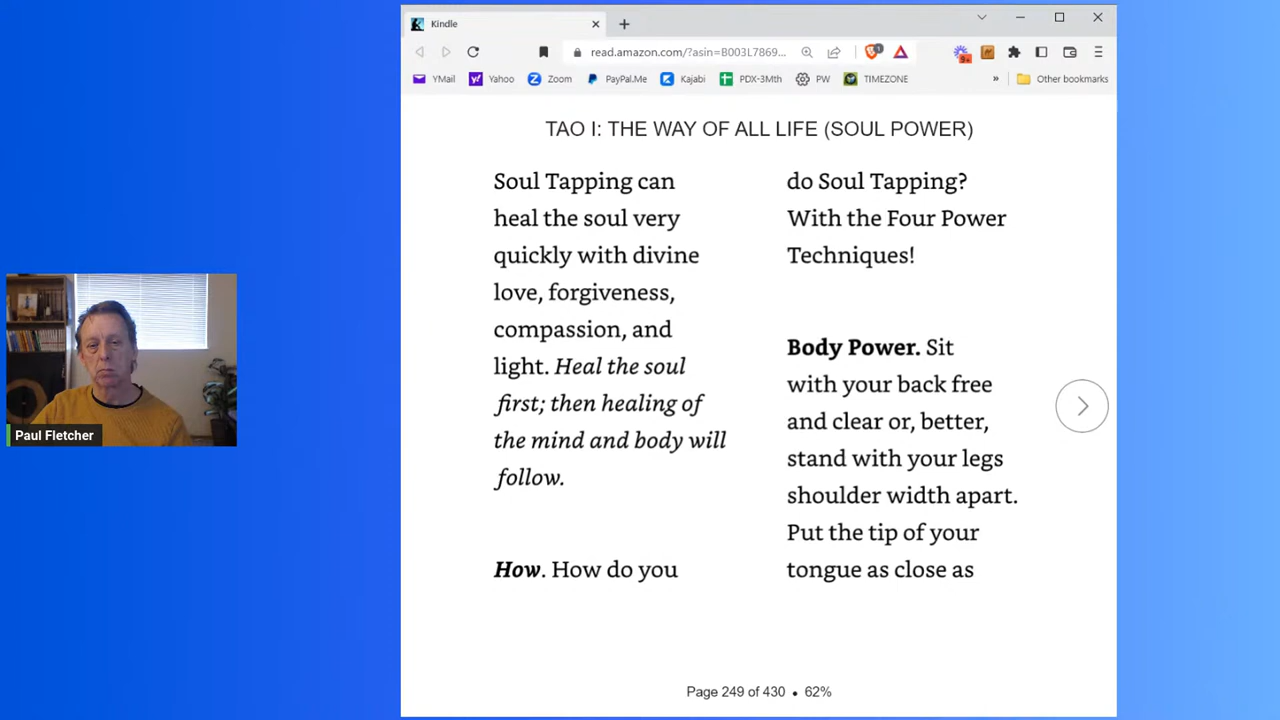 Kindle
read.amazon.com/?asin=B003L7869...
1
9+
YMail
Yahoo
Zoom
PayPal.Me
Kajabi
PDX-3Mth
PW
TIMEZONE
»
Other bookmarks
TAO I: THE WAY OF ALL LIFE (SOUL POWER)
Soul Tapping can
heal the soul very
quickly with divine
love, forgiveness,
compassion, and
light. Heal the soul
first; then healing of
the mind and body will
follow.
How. How do you
do Soul Tapping?
With the Four Power
Techniques!
Body Power. Sit
with your back free
and clear or, better,
stand with your legs
shoulder width apart.
Put the tip of your
tongue as close as
Page 249 of 430 • 62%
Paul Fletcher